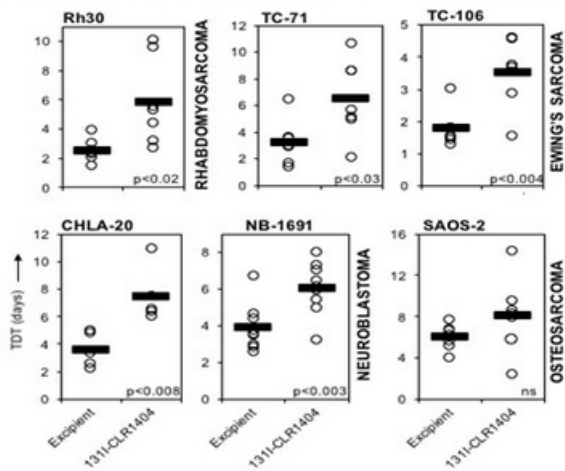 Rh30
10
8
6
4
2
0
p<0.02
RHABDOMYOSARCOMA
TC-71
12
10
8
6
4
2
0
p<0.03
TC-106
5
4
3
2
1
0
p<0.004
EWING'S SARCOMA
TDT (days)
CHLA-20
12
10
8
6
4
2
0
p<0.008
Excipient
131I-CLR1404
NB-1691
8
6
4
2
0
p<0.003
Excipient
131I-CLR1404
NEUROBLASTOMA
SAOS-2
16
12
8
4
0
ns
Excipient
131I-CLR1404
OSTEOSARCOMA